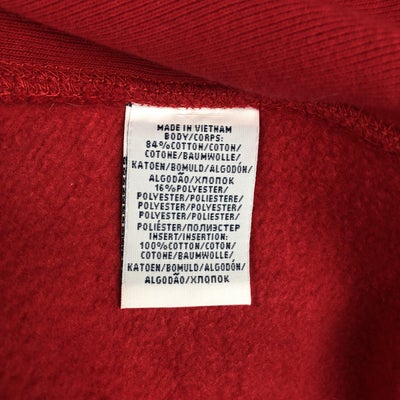 MADE IN VIETNAM
BODY/CORPS:
84%COTTON/COTON/
COTONE/BAUMWOLLE/
KATOEN/BOMULD/ALGODÓN/
ALGODÃO/ХЛОПОК
16%POLYESTER/
POLYESTER/POLIESTERE/
POLYESTER/POLYESTER/
POLYESTER/POLIESTER/
POLIÉSTER/ПОЛИЭСТЕР
INSERT/INSERTION:
100%COTTON/COTON/
COTONE/BAUMWOLLE/
KATOEN/BOMULD/ALGODÓN/
ALGODÃO/ХЛОПОК